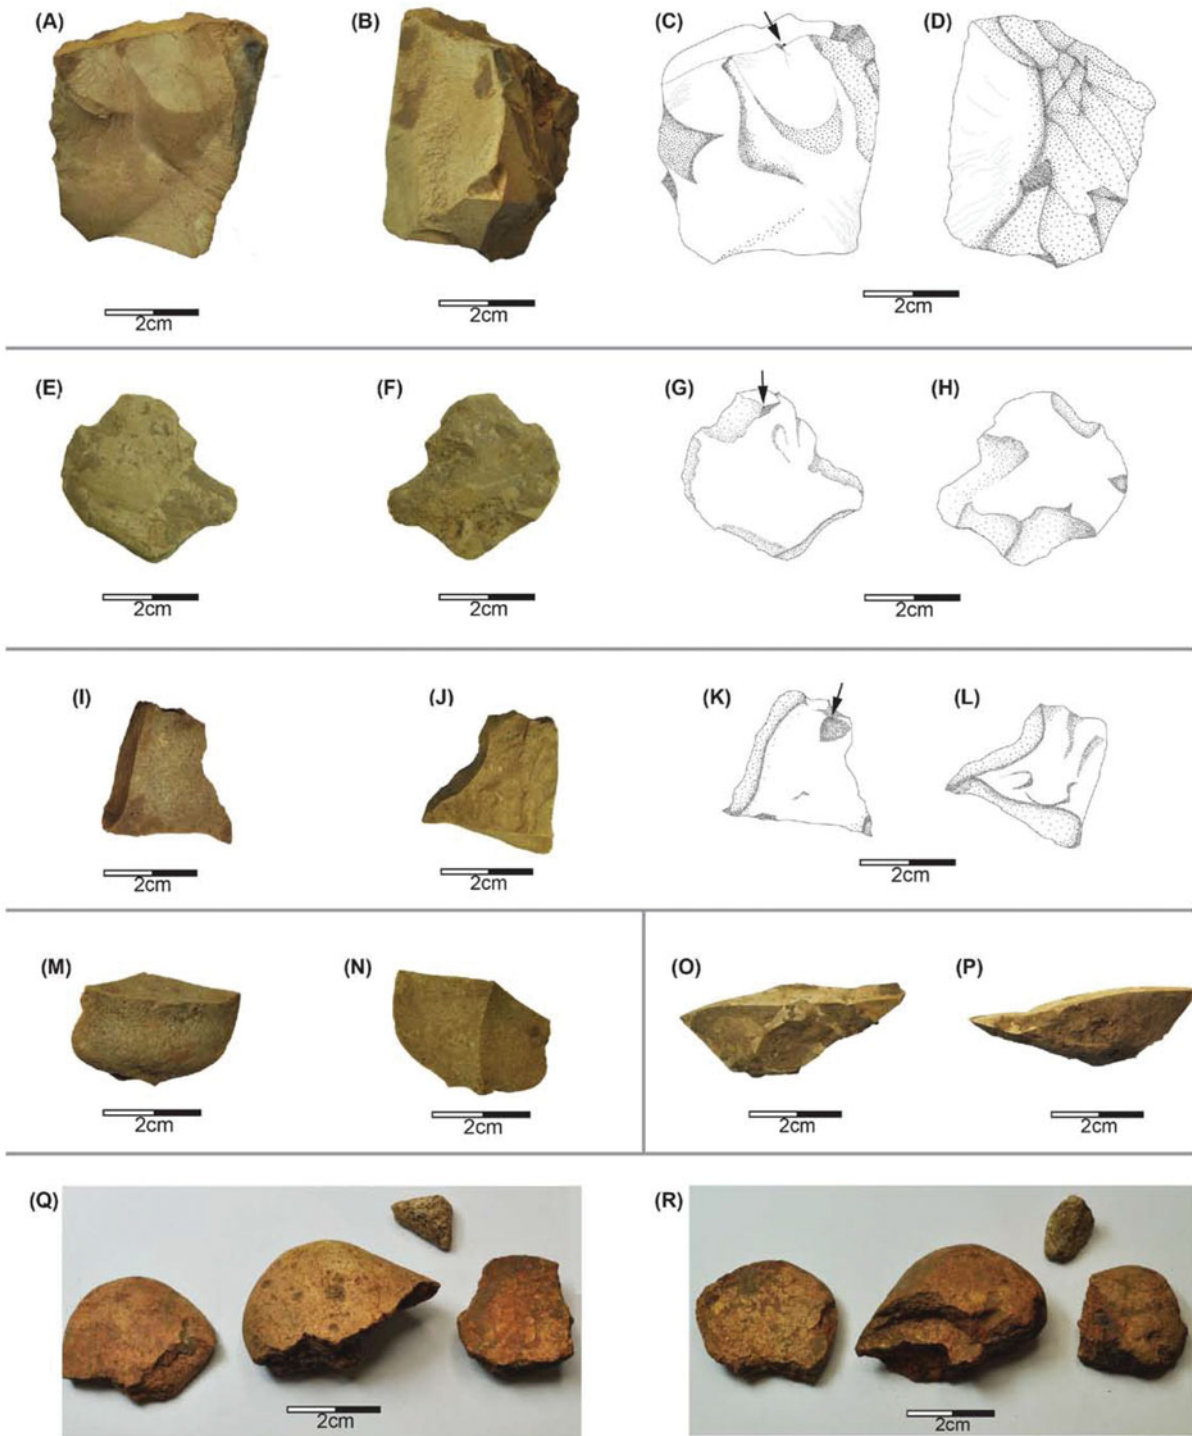 (A) (B) (C) (D)
2cm 2cm 2cm
(E) (F) (G) (H)
2cm 2cm 2cm
(I) (J) (K) (L)
2cm 2cm 2cm
(M) (N) (O) (P)
2cm 2cm 2cm 2cm
(Q) (R)
2cm 2cm